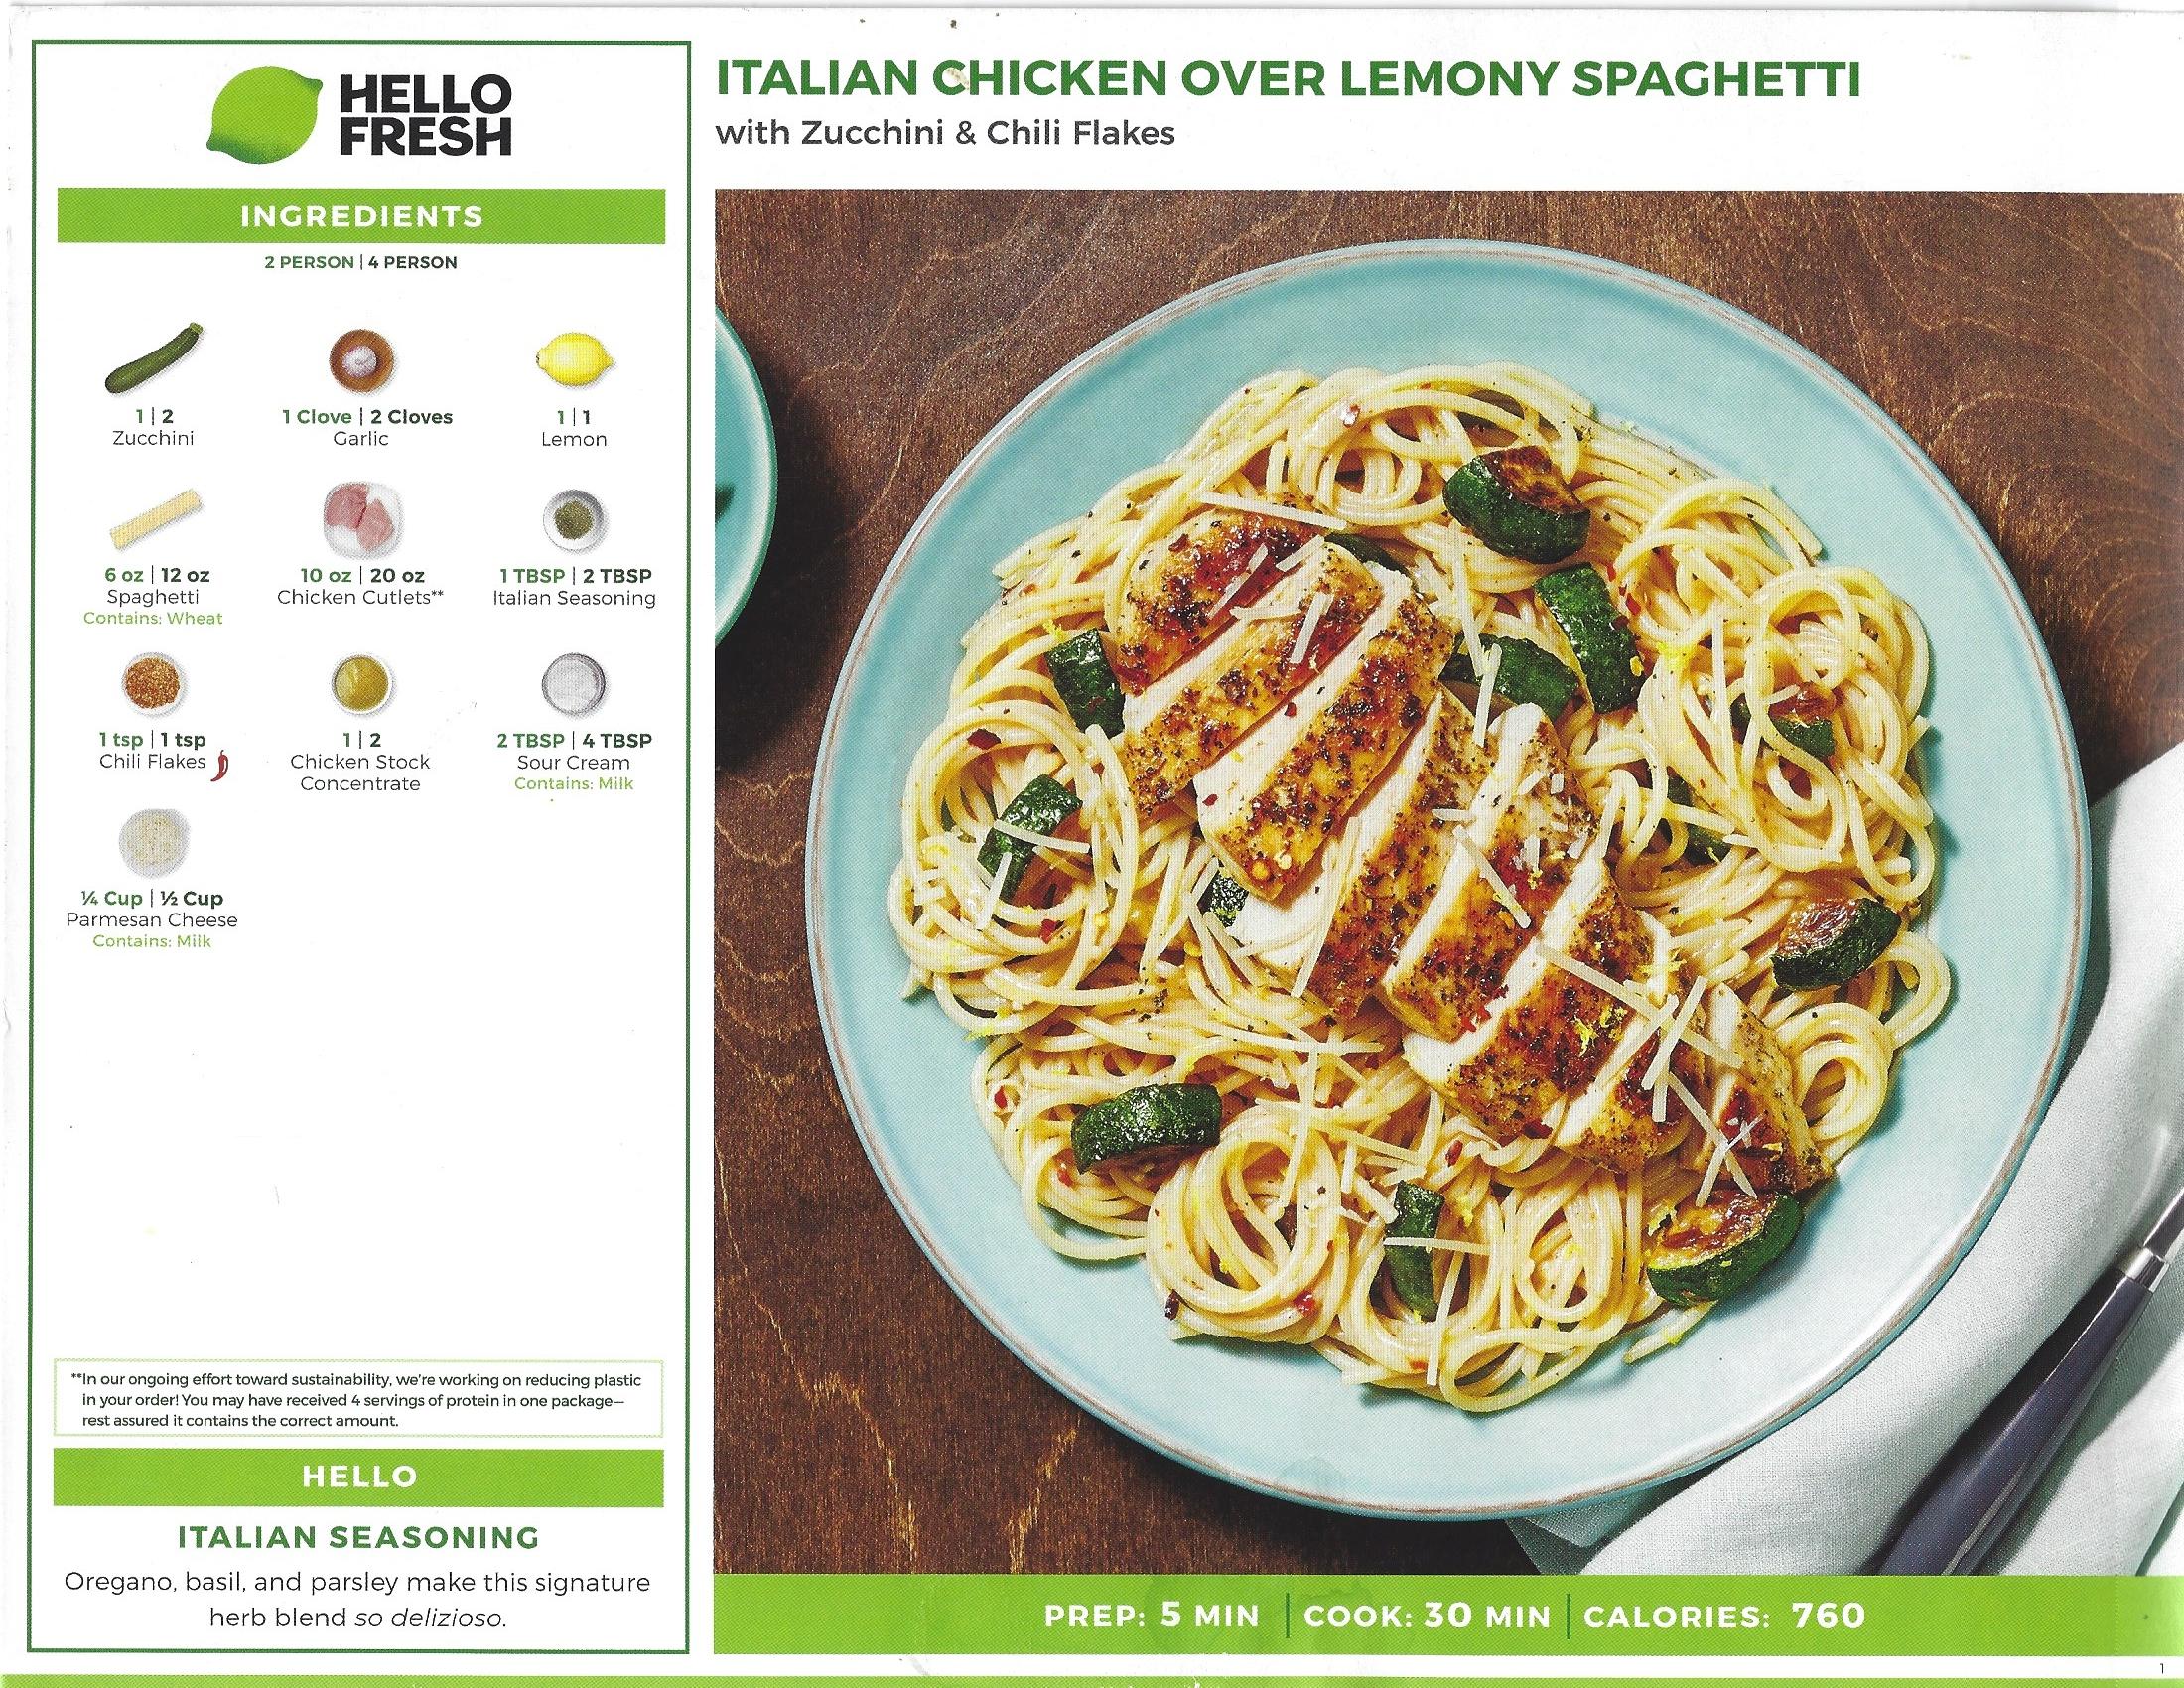 HELLO
FRESH
INGREDIENTS
2 PERSON | 4 PERSON
1 | 2
Zucchini
1 Clove | 2 Cloves
Garlic
1 | 1
Lemon
6 oz | 12 oz
Spaghetti
Contains: Wheat
10 oz | 20 oz
Chicken Cutlets**
1 TBSP | 2 TBSP
Italian Seasoning
1 tsp | 1 tsp
Chili Flakes
1 | 2
Chicken Stock
Concentrate
2 TBSP | 4 TBSP
Sour Cream
Contains: Milk
¼ Cup | ½ Cup
Parmesan Cheese
Contains: Milk
**In our ongoing effort toward sustainability, we're working on reducing plastic
in your order! You may have received 4 servings of protein in one package—
rest assured it contains the correct amount.
HELLO
ITALIAN SEASONING
Oregano, basil, and parsley make this signature
herb blend so delizioso.
ITALIAN CHICKEN OVER LEMONY SPAGHETTI
with Zucchini & Chili Flakes
PREP: 5 MIN | COOK: 30 MIN | CALORIES: 760
1